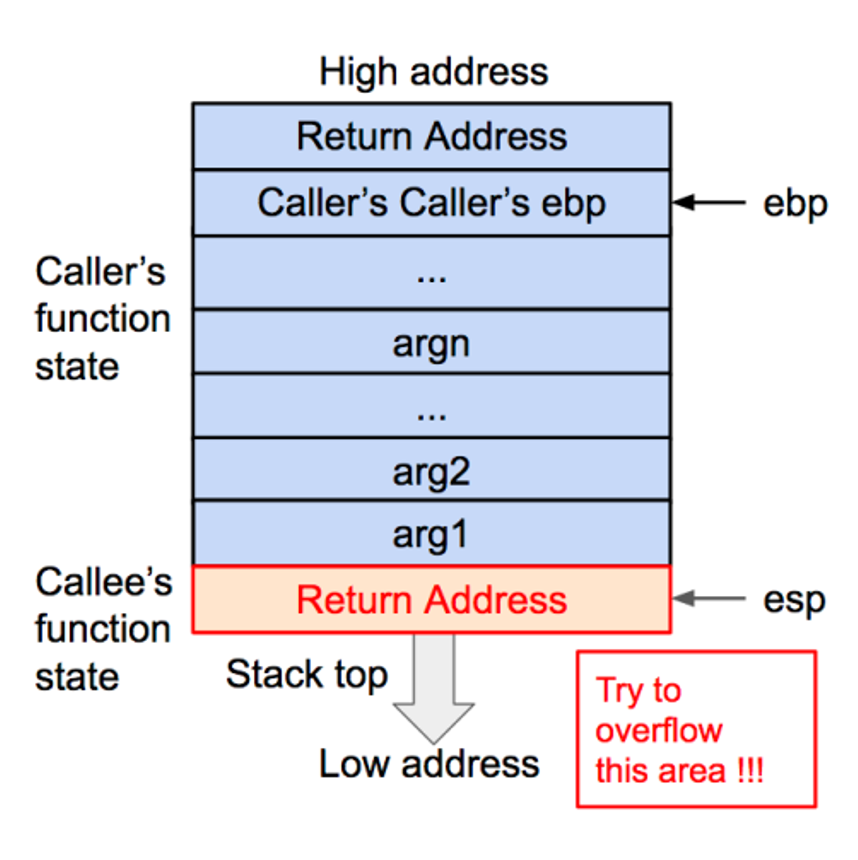 High address
Return Address
Caller’s Caller’s ebp
ebp
...
Caller’s
function
state
argn
...
arg2
arg1
Callee’s
function
state
Return Address
esp
Stack top
Low address
Try to
overflow
this area !!!